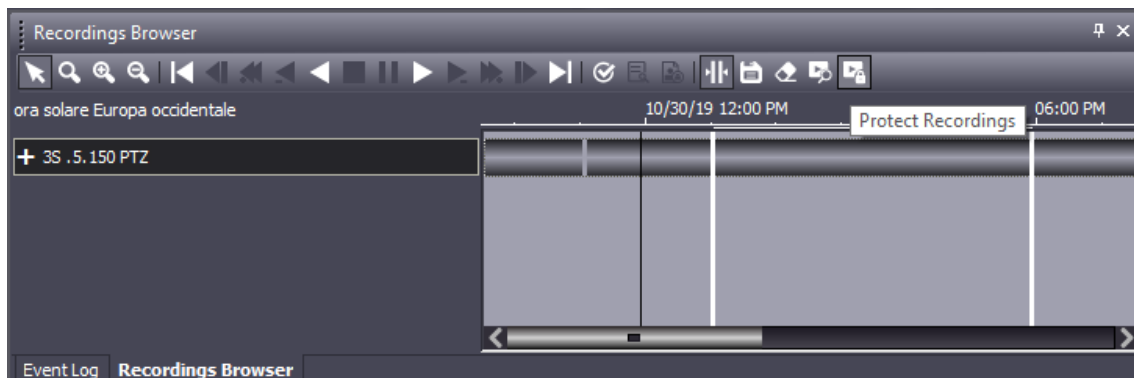 Recordings Browser
ora solare Europa occidentale
10/30/19 12:00 PM
06:00 PM
Protect Recordings
3S .5.150 PTZ
Event Log
Recordings Browser